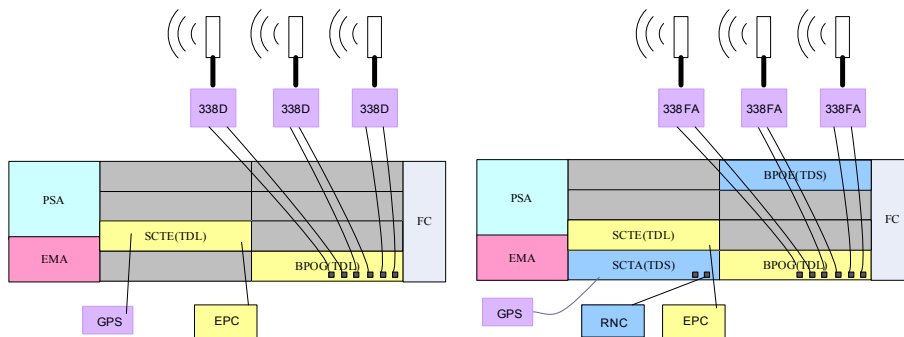 338D
338D
338D
PSA
EMA
SCTE(TDL)
BPOG(TDL)
FC
GPS
EPC
338FA
338FA
338FA
PSA
EMA
BPOE(TDS)
SCTE(TDL)
SCTA(TDS)
BPOG(TDL)
FC
GPS
RNC
EPC